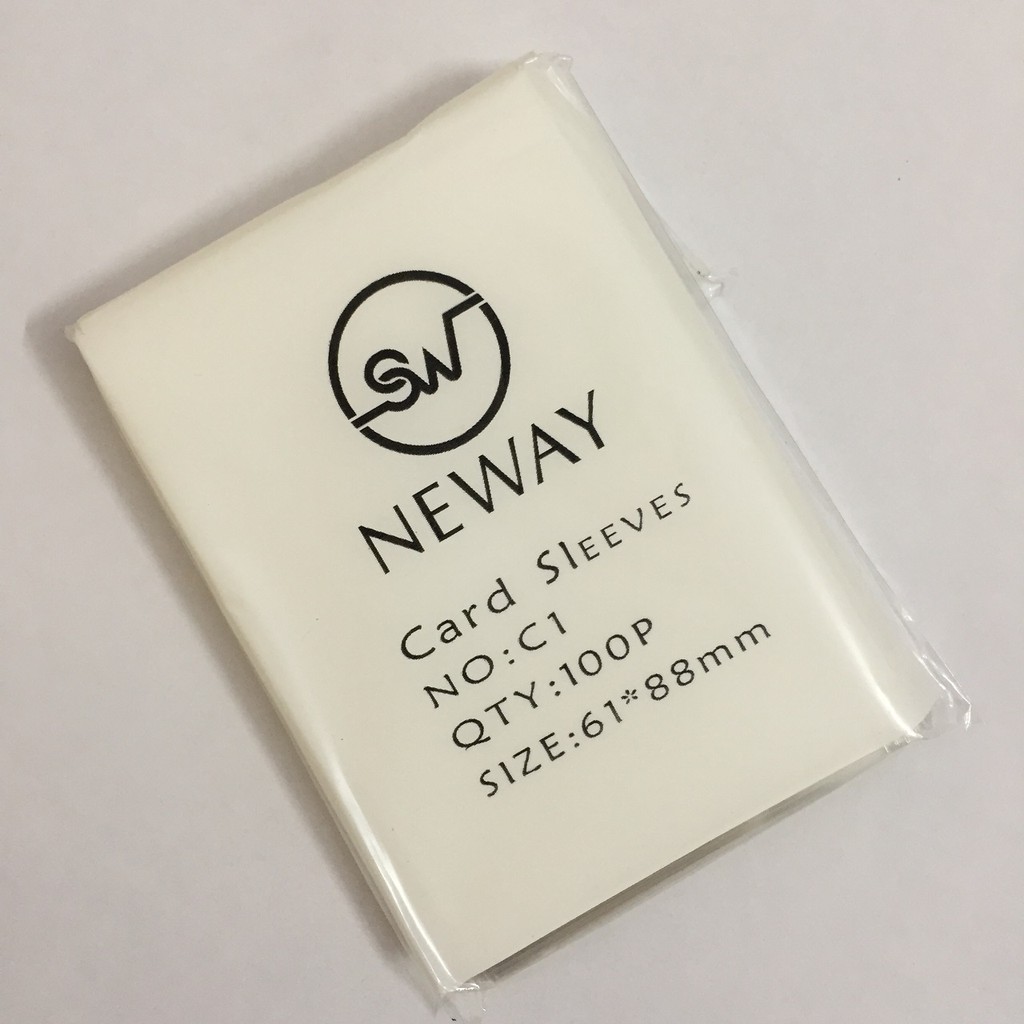 SW
NEWAY
Card SlEEVES
NO:C1
QTY:100P
SIZE:61*88mm